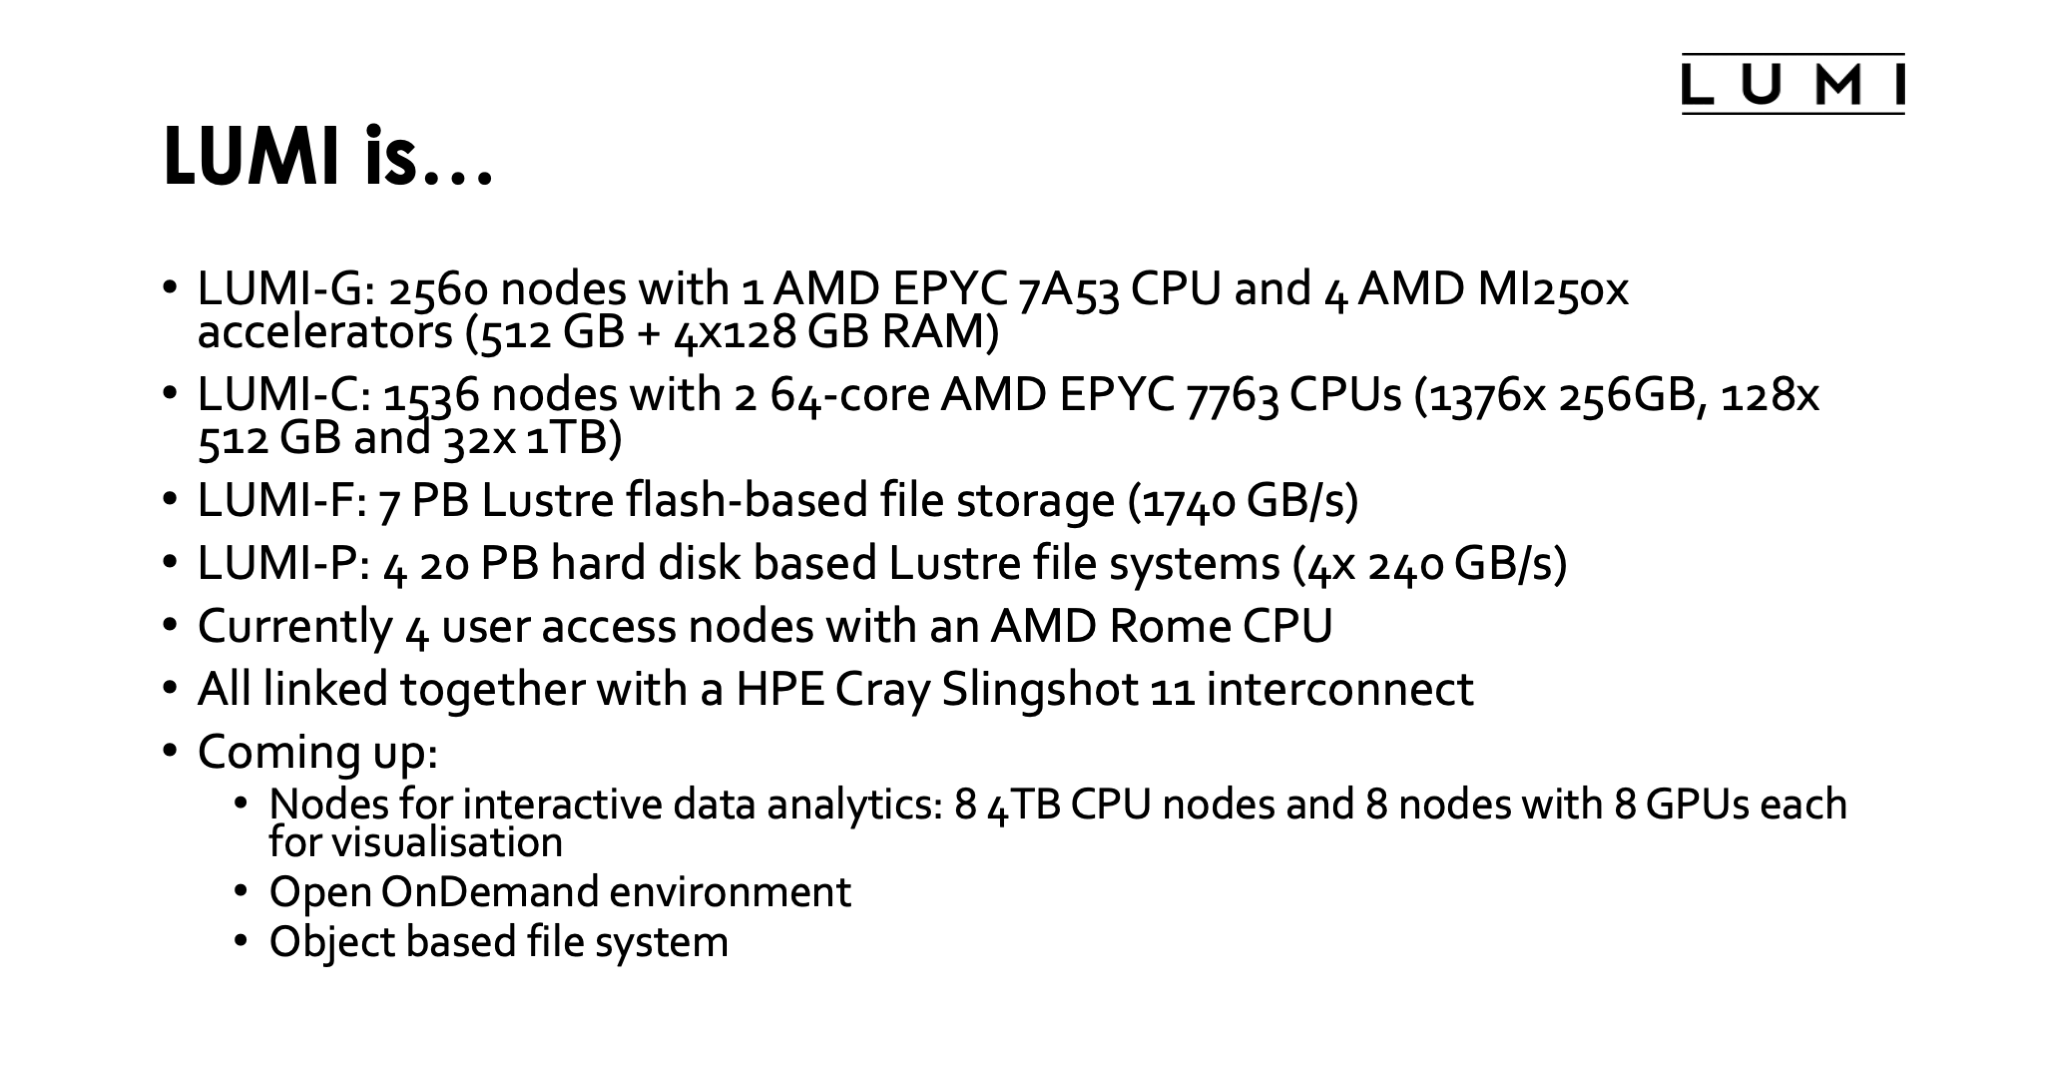 LUMI
LUMI is…
• LUMI-G: 2560 nodes with 1 AMD EPYC 7A53 CPU and 4 AMD MI250x
accelerators (512 GB + 4x128 GB RAM)
• LUMI-C: 1536 nodes with 2 64-core AMD EPYC 7763 CPUs (1376x 256GB, 128x
512 GB and 32x 1TB)
• LUMI-F: 7 PB Lustre flash-based file storage (1740 GB/s)
• LUMI-P: 4 20 PB hard disk based Lustre file systems (4x 240 GB/s)
• Currently 4 user access nodes with an AMD Rome CPU
• All linked together with a HPE Cray Slingshot 11 interconnect
• Coming up:
• Nodes for interactive data analytics: 8 4TB CPU nodes and 8 nodes with 8 GPUs each
for visualisation
• Open OnDemand environment
• Object based file system